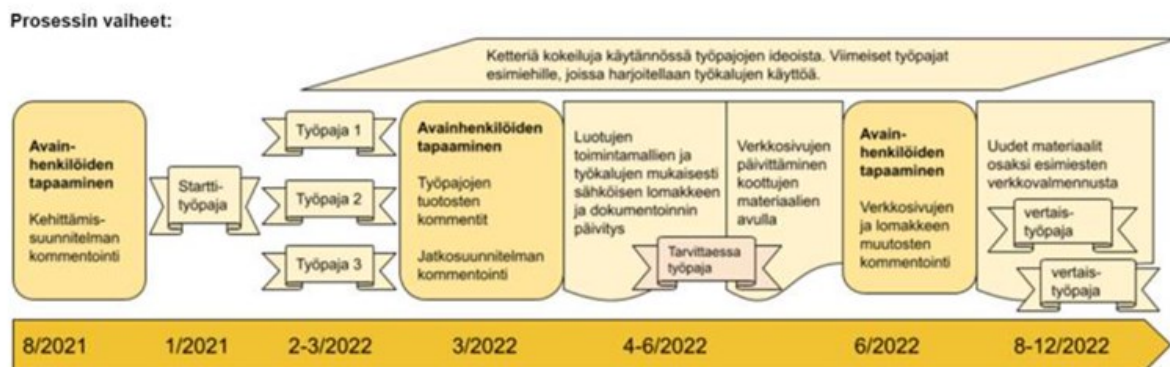 Prosessin vaiheet:
Ketteriä kokeiluja käytännössä työpajojen ideoista. Viimeiset työpajat
esimiehille, joissa harjoitellaan työkalujen käyttöä.
Avain-
henkilöiden
tapaaminen
Kehittämis-
suunnitelman
kommentointi
Startti-
työpaja
Työpaja 1
Työpaja 2
Työpaja 3
Avainhenkilöiden
tapaaminen
Työpajojen
tuotosten
kommentit
Jatkosuunnitelman
kommentointi
Luotujen
toimintamallien ja
työkalujen mukaisesti
sähköisen lomakkeen
ja dokumentoinnin
päivitys
Tarvittaessa
työpaja
Verkkosivujen
päivittäminen
koottujen
materiaalien
avulla
Avain-
henkilöiden
tapaaminen
Verkkosivujen
ja lomakkeen
muutosten
kommentointi
Uudet materiaalit
osaksi esimiesten
verkkovalmennusta
vertais-
työpaja
vertais-
työpaja
8/2021
1/2021
2-3/2022
3/2022
4-6/2022
6/2022
8-12/2022